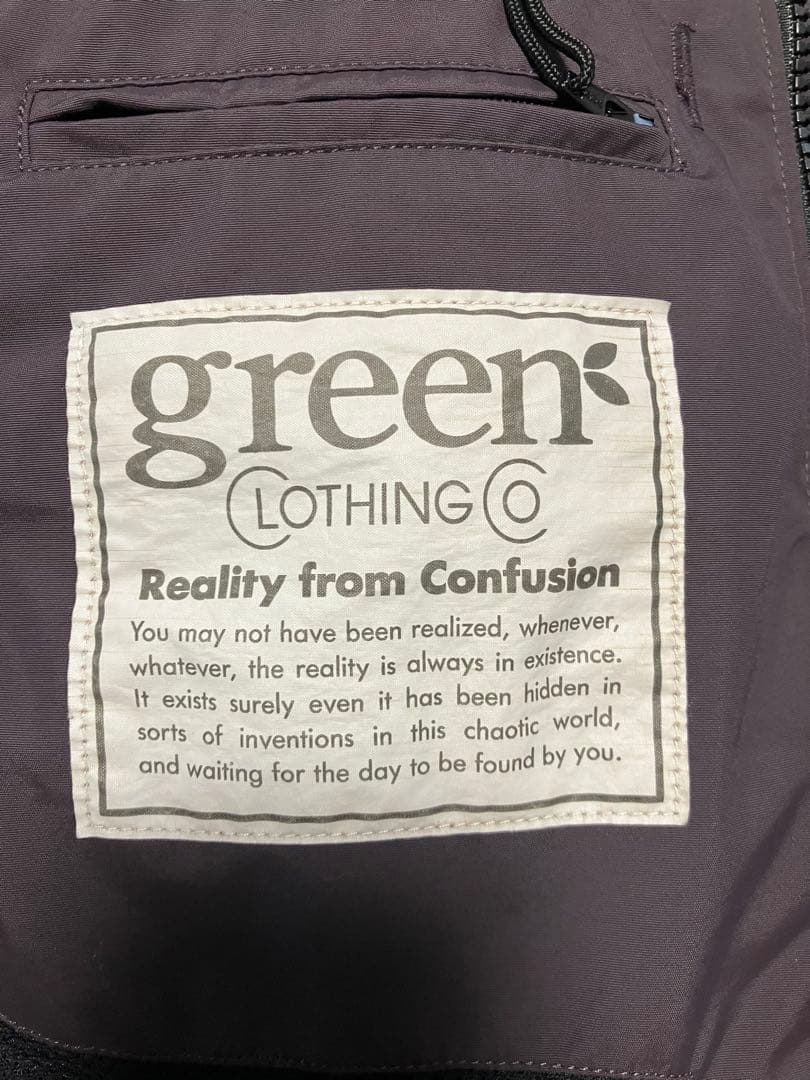 green
CLOTHING CO
Reality from Confusion
You may not have been realized, whenever,
whatever, the reality is always in existence.
It exists surely even it has been hidden in
sorts of inventions in this chaotic world,
and waiting for the day to be found by you.